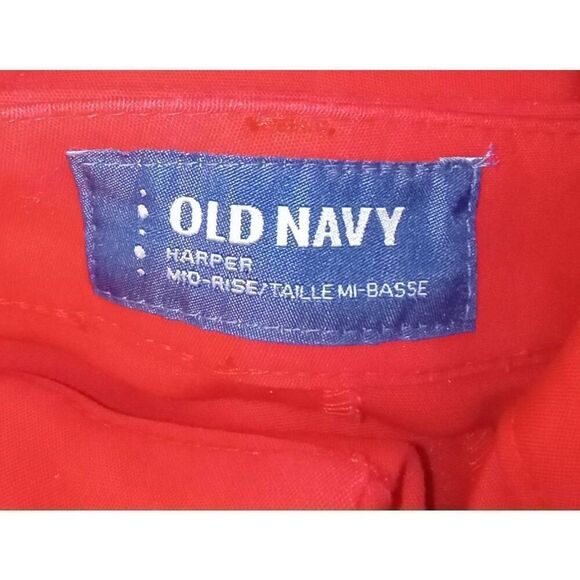 OLD NAVY
HARPER
MID-RISE/TAILLE MI-BASSE